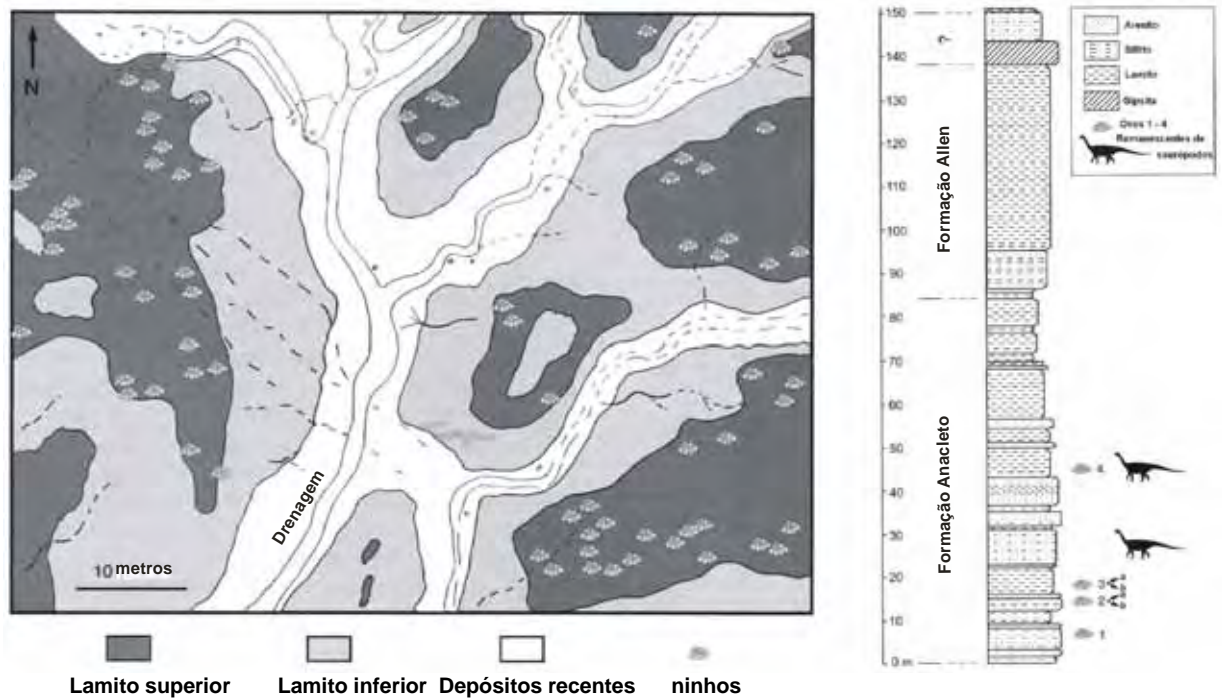 N
10 metros
Drenagem
Lamito superior
Lamito inferior
Depósitos recentes
ninhos
150
140
130
120
110
100
90
80
70
60
50
40
30
20
10
0 m
?
Formação Allen
Formação Anacleto
4
3
2
1
Arenito
Siltito
Lamito
Gipsita
Ovos 1 - 4
Remanescentes de
saurópodos